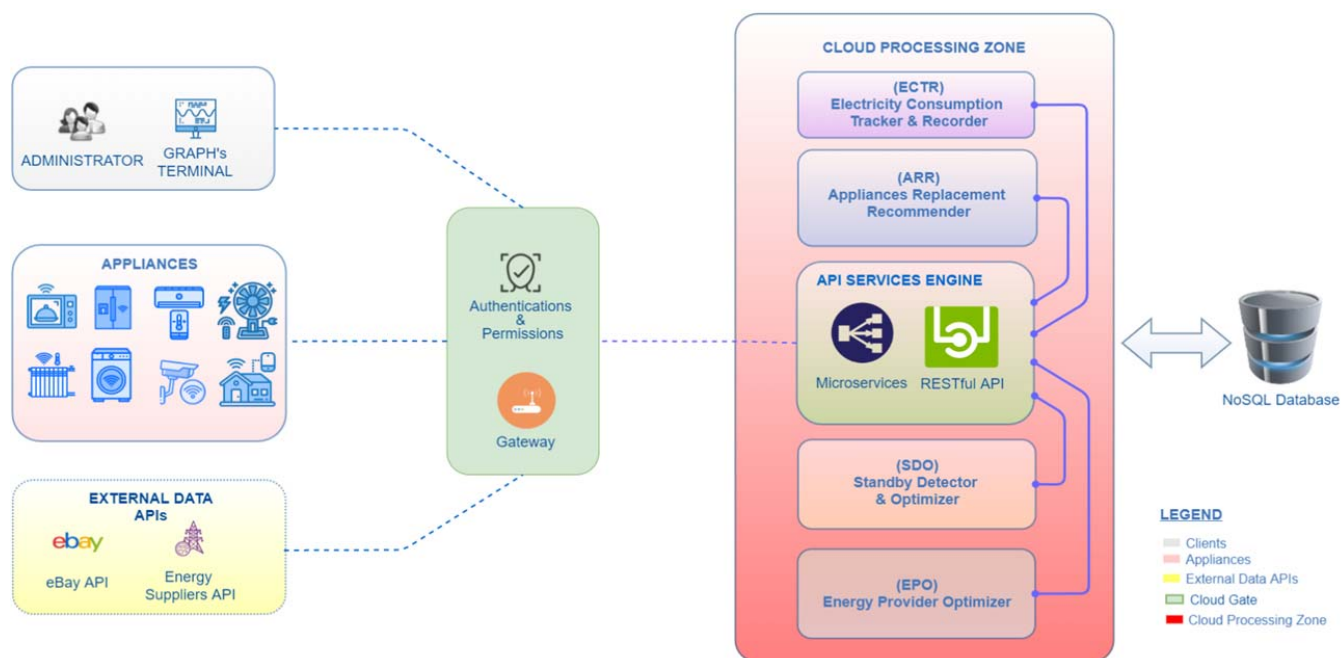 ADMINISTRATOR
GRAPH's
TERMINAL
APPLIANCES
EXTERNAL DATA
APIs
ebay
eBay API
Energy
Suppliers API
Authentications
&
Permissions
Gateway
CLOUD PROCESSING ZONE
(ECTR)
Electricity Consumption
Tracker & Recorder
(ARR)
Appliances Replacement
Recommender
API SERVICES ENGINE
Microservices
RESTful API
(SDO)
Standby Detector
& Optimizer
(EPO)
Energy Provider Optimizer
NoSQL Database
LEGEND
Clients
Appliances
External Data APIs
Cloud Gate
Cloud Processing Zone